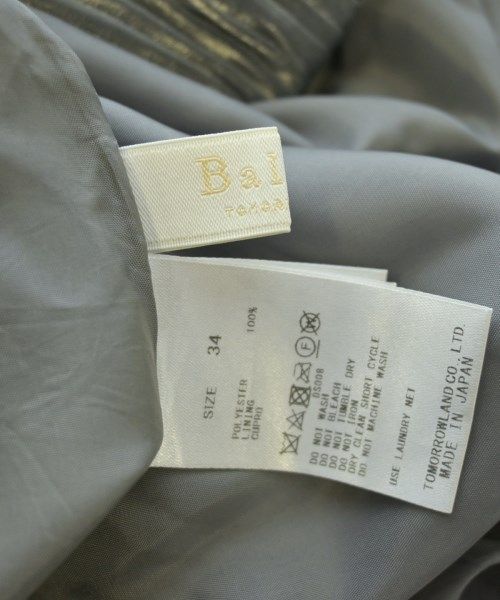 Bal
TOMOR
SIZE 34
POLYESTER 100%
LINING
CUPRO
DS008
DO NOT WASH
DO NOT BLEACH
DO NOT TUMBLE DRY
DO NOT IRON
DRY CLEAN SHORT CYCLE
DO NOT MACHINE WASH
USE LAUNDRY NET
TOMORROWLAND CO., LTD.
MADE IN JAPAN